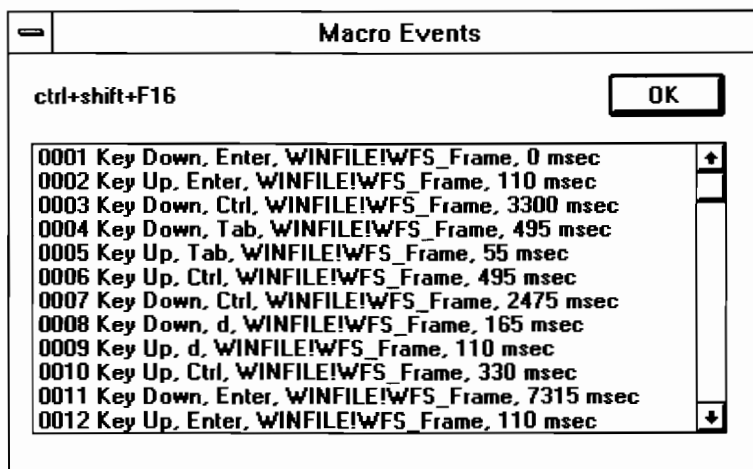 Macro Events
ctrl+shift+F16
OK
0001 Key Down, Enter, WINFILE!WFS_Frame, 0 msec
0002 Key Up, Enter, WINFILE!WFS_Frame, 110 msec
0003 Key Down, Ctrl, WINFILE!WFS_Frame, 3300 msec
0004 Key Down, Tab, WINFILE!WFS_Frame, 495 msec
0005 Key Up, Tab, WINFILE!WFS_Frame, 55 msec
0006 Key Up, Ctrl, WINFILE!WFS_Frame, 495 msec
0007 Key Down, Ctrl, WINFILE!WFS_Frame, 2475 msec
0008 Key Down, d, WINFILE!WFS_Frame, 165 msec
0009 Key Up, d, WINFILE!WFS_Frame, 110 msec
0010 Key Up, Ctrl, WINFILE!WFS_Frame, 330 msec
0011 Key Down, Enter, WINFILE!WFS_Frame, 7315 msec
0012 Key Up, Enter, WINFILE!WFS_Frame, 110 msec